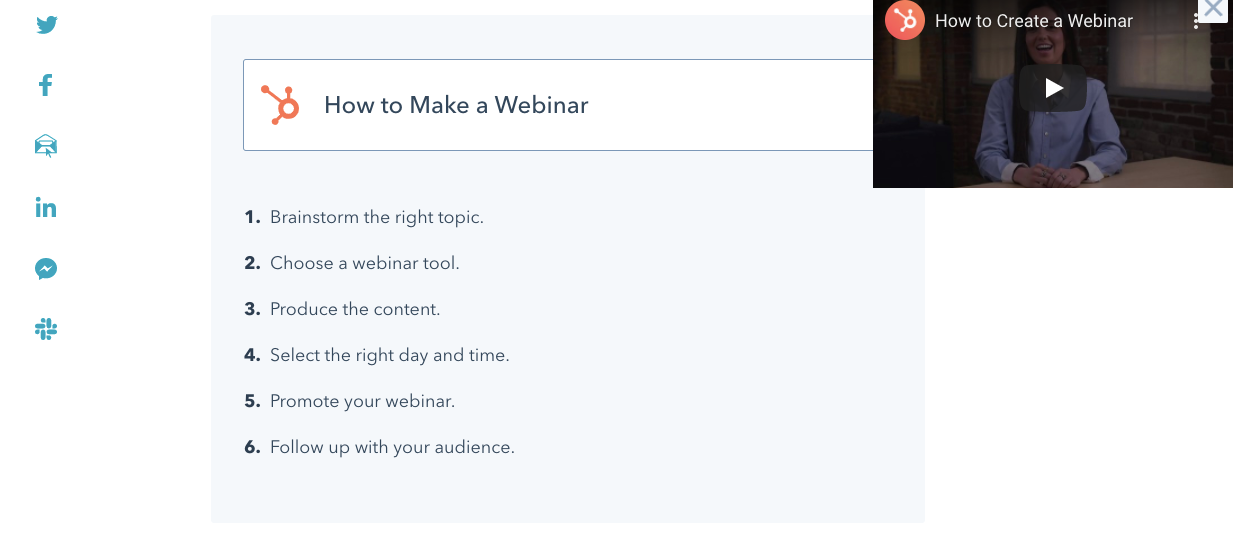 How to Create a Webinar
How to Make a Webinar
1. Brainstorm the right topic.
2. Choose a webinar tool.
3. Produce the content.
4. Select the right day and time.
5. Promote your webinar.
6. Follow up with your audience.